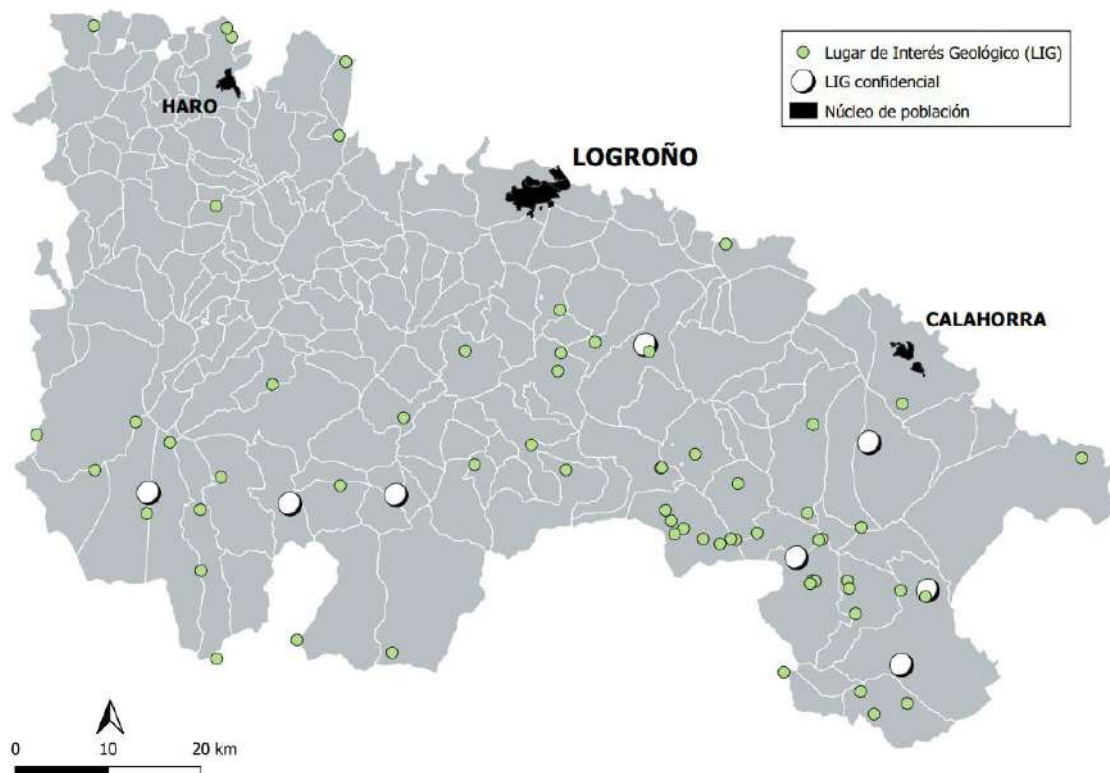 Lugar de Interés Geológico (LIG)
LIG confidencial
Núcleo de población
HARO
LOGROÑO
CALAHORRA
0 10 20 km